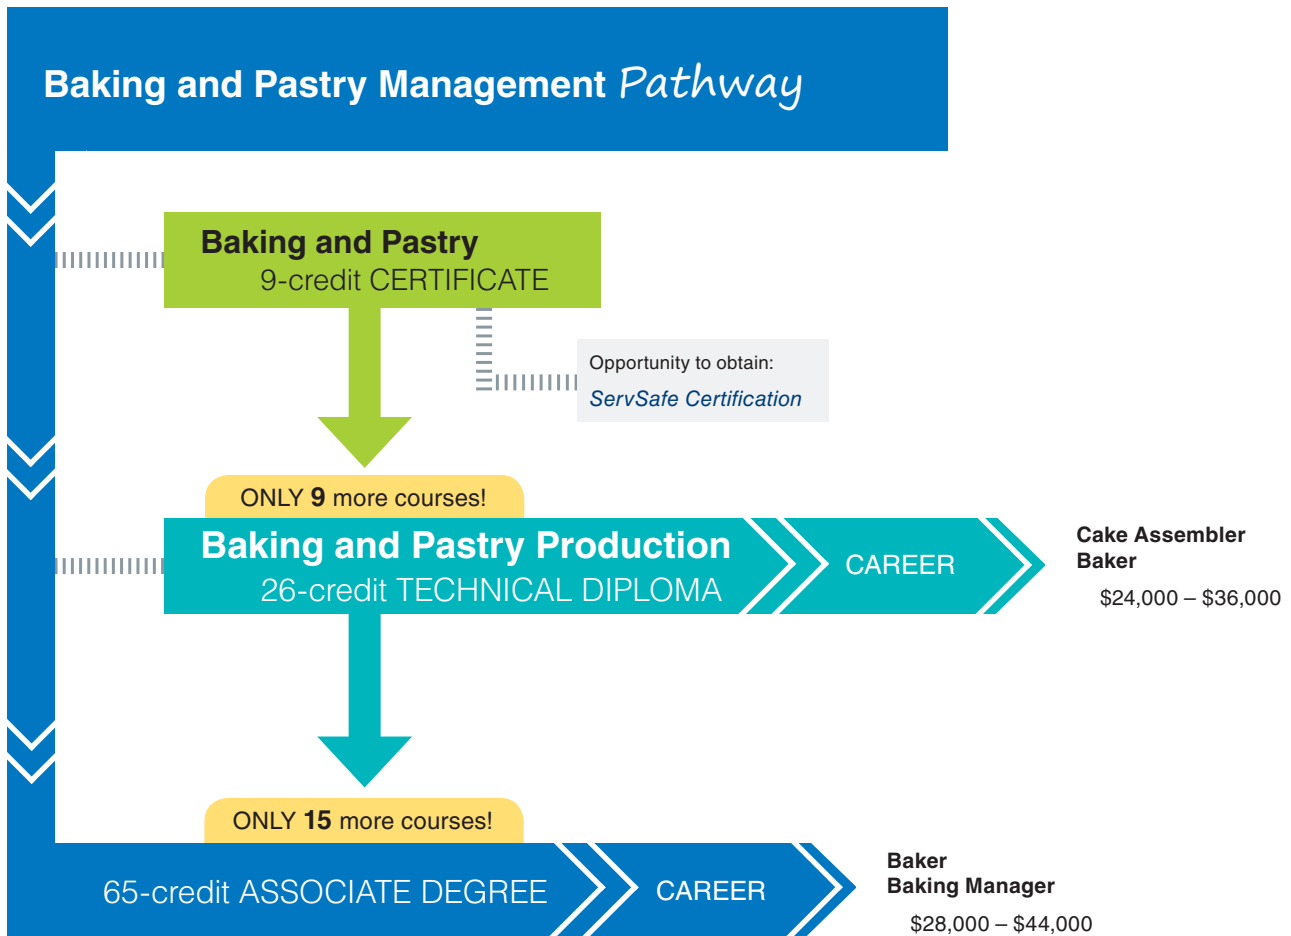 Baking and Pastry Management Pathway
Baking and Pastry
9-credit CERTIFICATE
Opportunity to obtain:
ServSafe Certification
ONLY 9 more courses!
Baking and Pastry Production
26-credit TECHNICAL DIPLOMA
CAREER
Cake Assembler
Baker
$24,000 – $36,000
ONLY 15 more courses!
65-credit ASSOCIATE DEGREE
CAREER
Baker
Baking Manager
$28,000 – $44,000